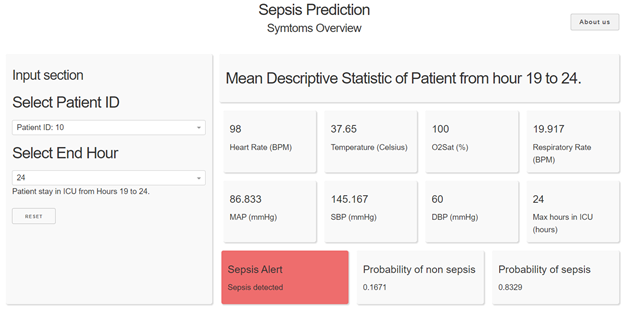 Sepsis Prediction
Symtoms Overview
About us
Input section
Select Patient ID
Patient ID: 10
Select End Hour
24
Patient stay in ICU from Hours 19 to 24.
RESET
Mean Descriptive Statistic of Patient from hour 19 to 24.
98
Heart Rate (BPM)
37.65
Temperature (Celsius)
100
O2Sat (%)
19.917
Respiratory Rate
(BPM)
86.833
MAP (mmHg)
145.167
SBP (mmHg)
60
DBP (mmHg)
24
Max hours in ICU
(hours)
Sepsis Alert
Sepsis detected
Probability of non sepsis
0.1671
Probability of sepsis
0.8329